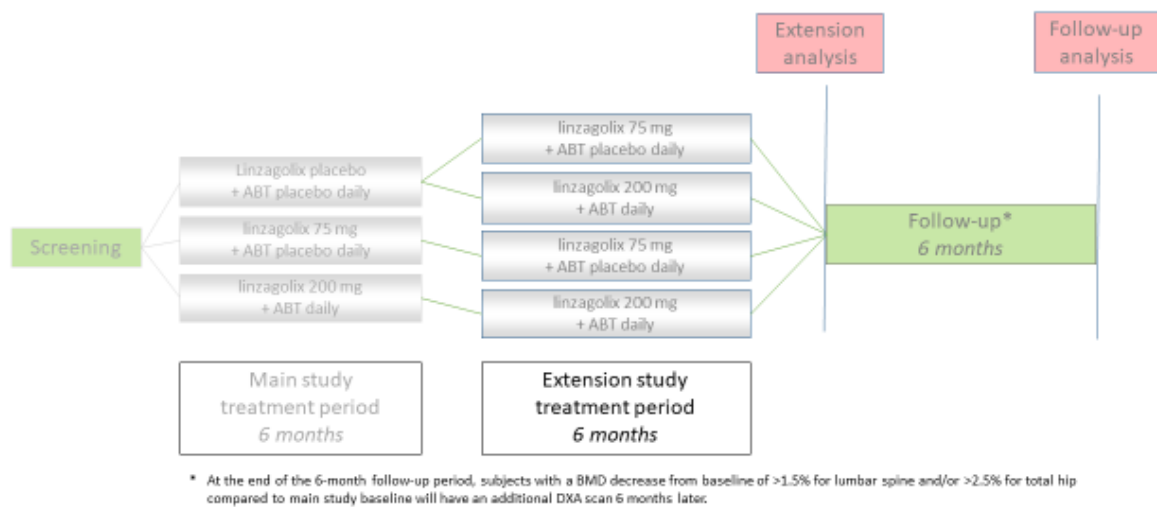 Extension
analysis
Follow-up
analysis
Screening
Linzagolix placebo
+ ABT placebo daily
linzagolix 75 mg
+ ABT placebo daily
linzagolix 200 mg
+ ABT daily
linzagolix 75 mg
+ ABT placebo daily
linzagolix 200 mg
+ ABT daily
linzagolix 75 mg
+ ABT placebo daily
linzagolix 200 mg
+ ABT daily
Follow-up*
6 months
Main study
treatment period
6 months
Extension study
treatment period
6 months
* At the end of the 6-month follow-up period, subjects with a BMD decrease from baseline of >1.5% for lumbar spine and/or >2.5% for total hip
compared to main study baseline will have an additional DXA scan 6 months later.